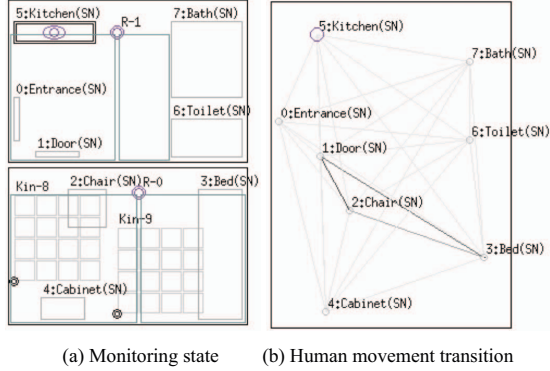 5:Kitchen(SN)
R-1
7:Bath(SN)
0:Entrance(SN)
6:Toilet(SN)
1:Door(SN)
Kin-8
2:Chair(SN)
R-0
3:Bed(SN)
Kin-9
4:Cabinet(SN)
(a) Monitoring state
5:Kitchen(SN)
7:Bath(SN)
0:Entrance(SN)
6:Toilet(SN)
1:Door(SN)
2:Chair(SN)
3:Bed(SN)
4:Cabinet(SN)
(b) Human movement transition